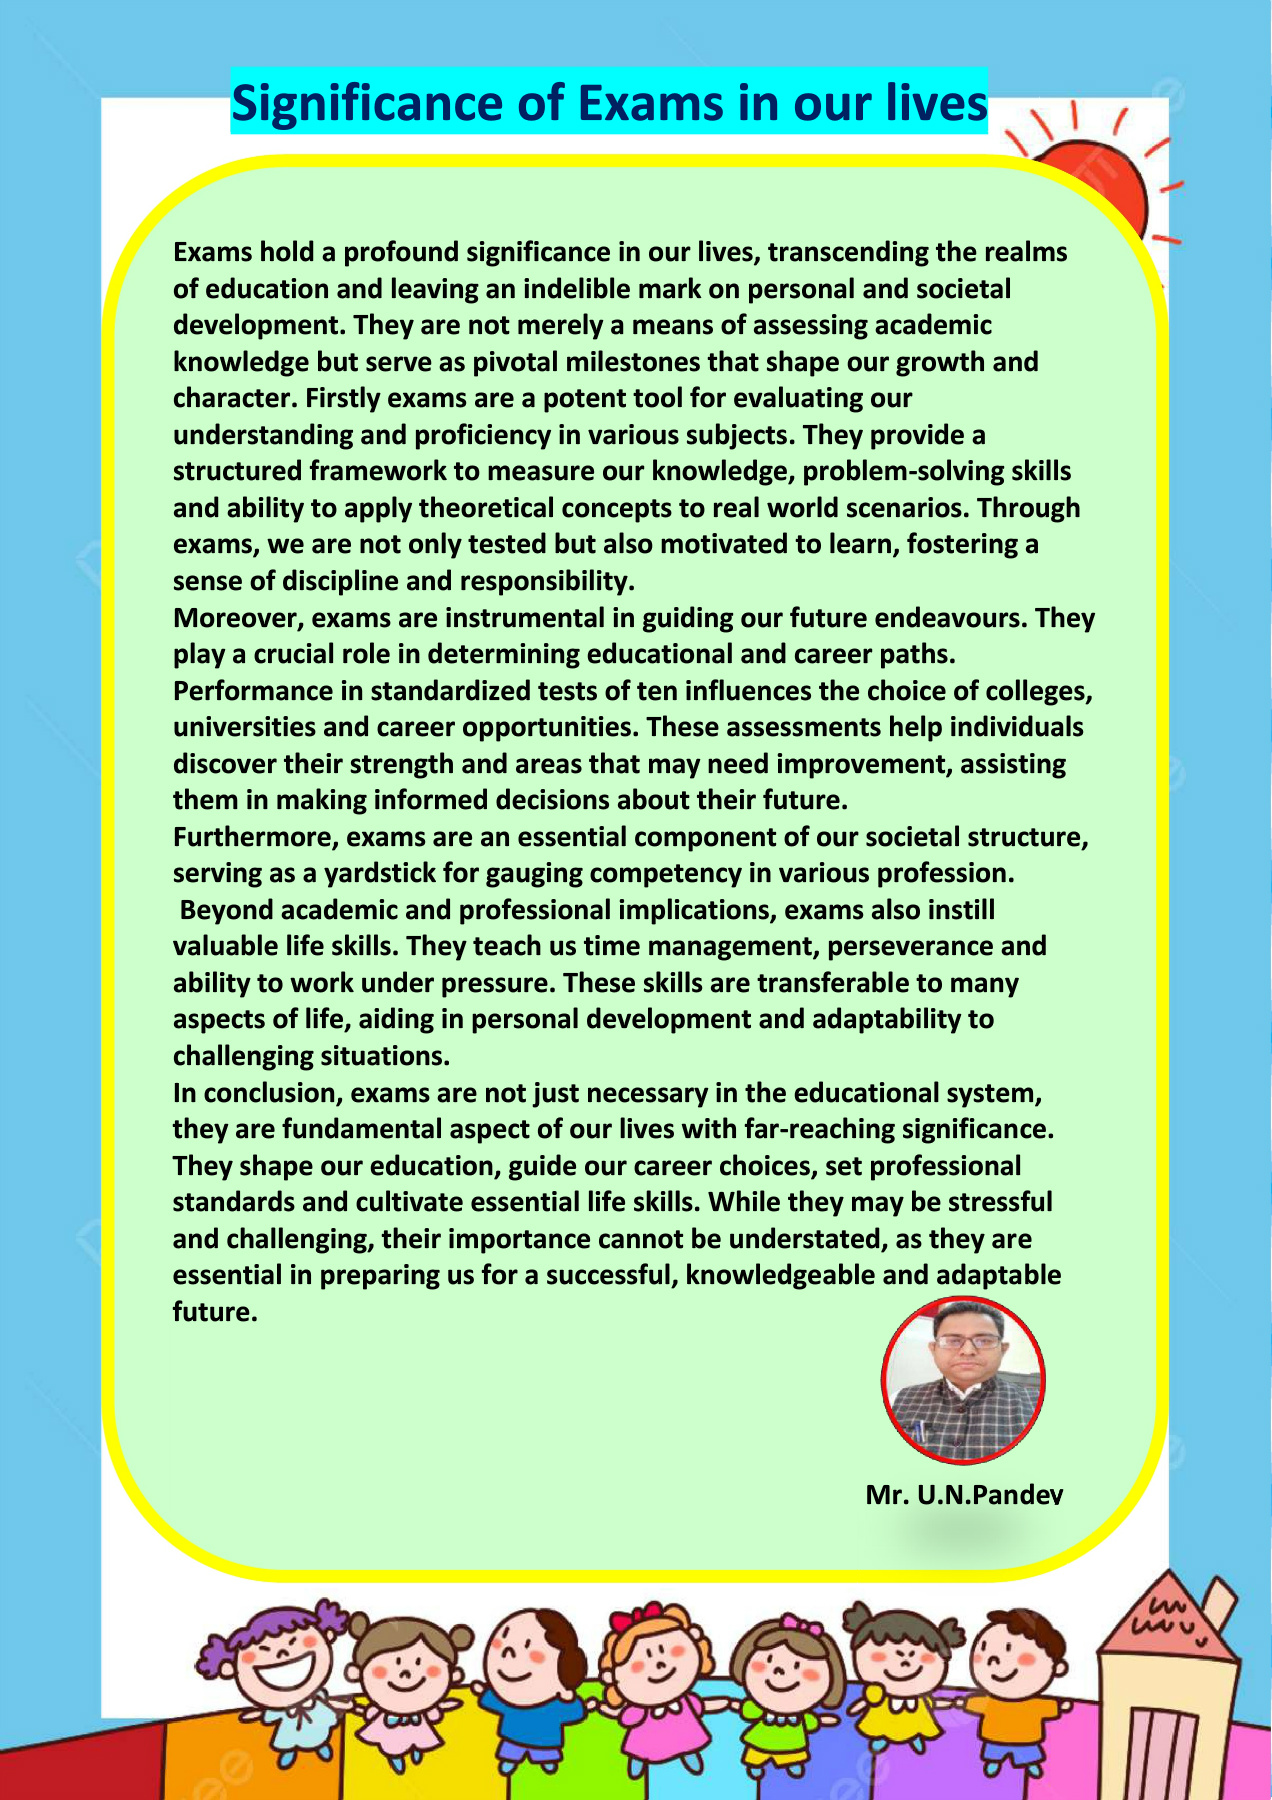 Significance of Exams in our lives
Exams hold a profound significance in our lives, transcending the realms
of education and leaving an indelible mark on personal and societal
development. They are not merely a means of assessing academic
knowledge but serve as pivotal milestones that shape our growth and
character. Firstly exams are a potent tool for evaluating our
understanding and proficiency in various subjects. They provide a
structured framework to measure our knowledge, problem-solving skills
and ability to apply theoretical concepts to real world scenarios. Through
exams, we are not only tested but also motivated to learn, fostering a
sense of discipline and responsibility.
Moreover, exams are instrumental in guiding our future endeavours. They
play a crucial role in determining educational and career paths.
Performance in standardized tests of ten influences the choice of colleges,
universities and career opportunities. These assessments help individuals
discover their strength and areas that may need improvement, assisting
them in making informed decisions about their future.
Furthermore, exams are an essential component of our societal structure,
serving as a yardstick for gauging competency in various profession.
Beyond academic and professional implications, exams also instill
valuable life skills. They teach us time management, perseverance and
ability to work under pressure. These skills are transferable to many
aspects of life, aiding in personal development and adaptability to
challenging situations.
In conclusion, exams are not just necessary in the educational system,
they are fundamental aspect of our lives with far-reaching significance.
They shape our education, guide our career choices, set professional
standards and cultivate essential life skills. While they may be stressful
and challenging, their importance cannot be understated, as they are
essential in preparing us for a successful, knowledgeable and adaptable
future.
Mr. U.N.Pandey